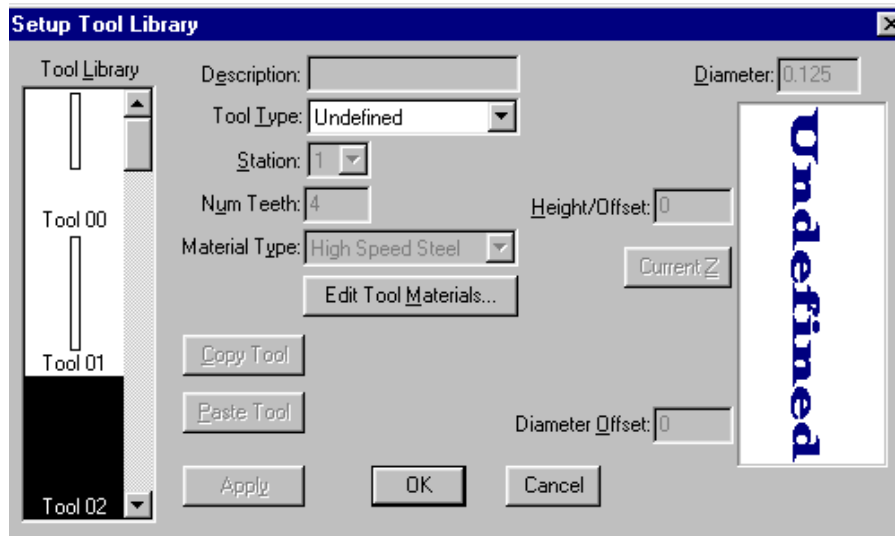 Setup Tool Library
Tool Library
Description:
Diameter: 0.125
Tool Type: Undefined
Station: 1
Num Teeth: 4
Height/Offset: 0
Material Type: High Speed Steel
Current Z
Edit Tool Materials...
Tool 00
Tool 01
Tool 02
Copy Tool
Paste Tool
Diameter Offset: 0
Apply
OK
Cancel
Undefined